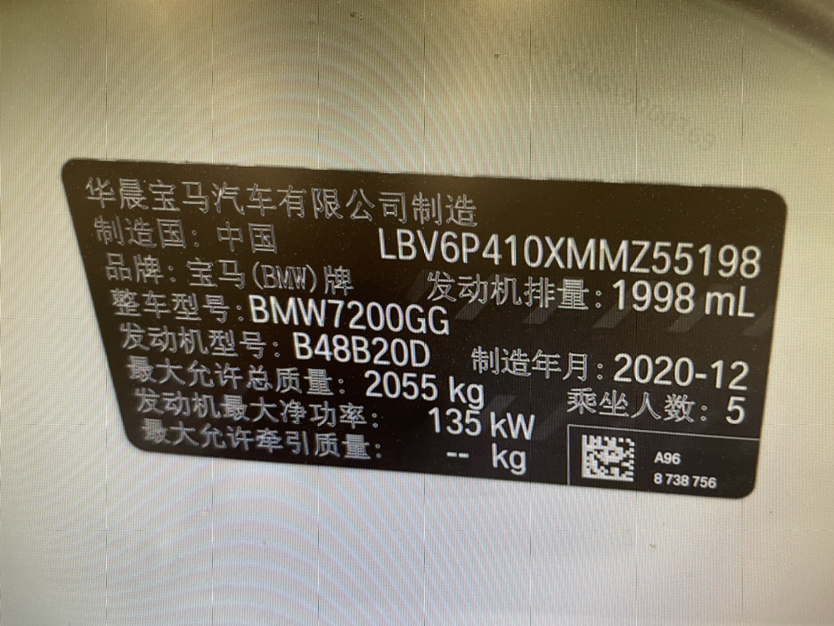 华晨宝马汽车有限公司制造
制造国：中国 LBV6P410XMMZ55198
品牌：宝马(BMW)牌 发动机排量：1998 mL
整车型号：BMW7200GG
发动机型号：B48B20D 制造年月：2020-12
最大允许总质量：2055 kg 乘坐人数：5
发动机最大净功率：135 kW
最大允许牵引质量：-- kg
A96
8 738 756